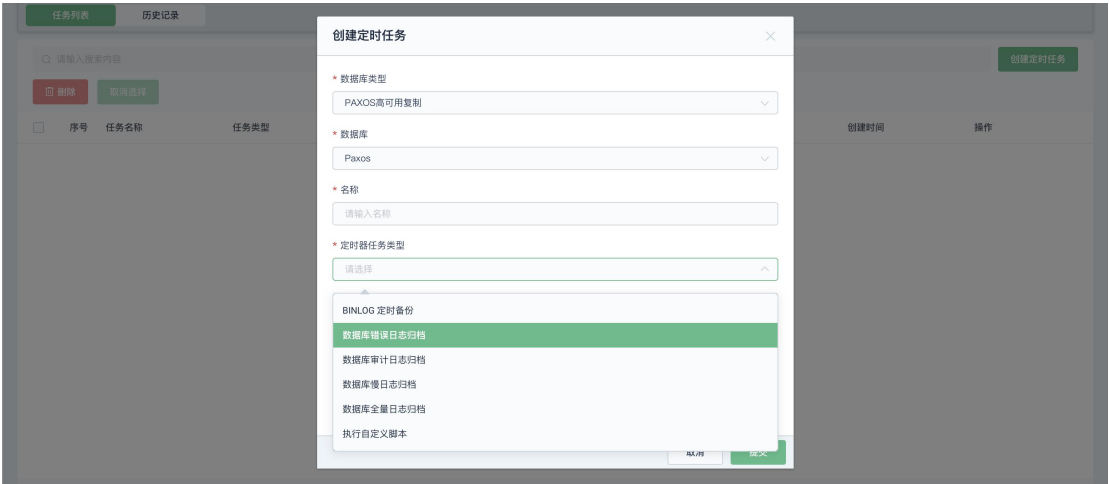 任务列表 历史记录
请输入搜索内容 创建定时任务
删除 取消选择
序号 任务名称 任务类型 创建时间 操作
创建定时任务
* 数据库类型
PAXOS高可用复制
* 数据库
Paxos
* 名称
请输入名称
* 定时器任务类型
请选择
BINLOG 定时备份
数据库错误日志归档
数据库审计日志归档
数据库慢日志归档
数据库全量日志归档
执行自定义脚本
取消 提交